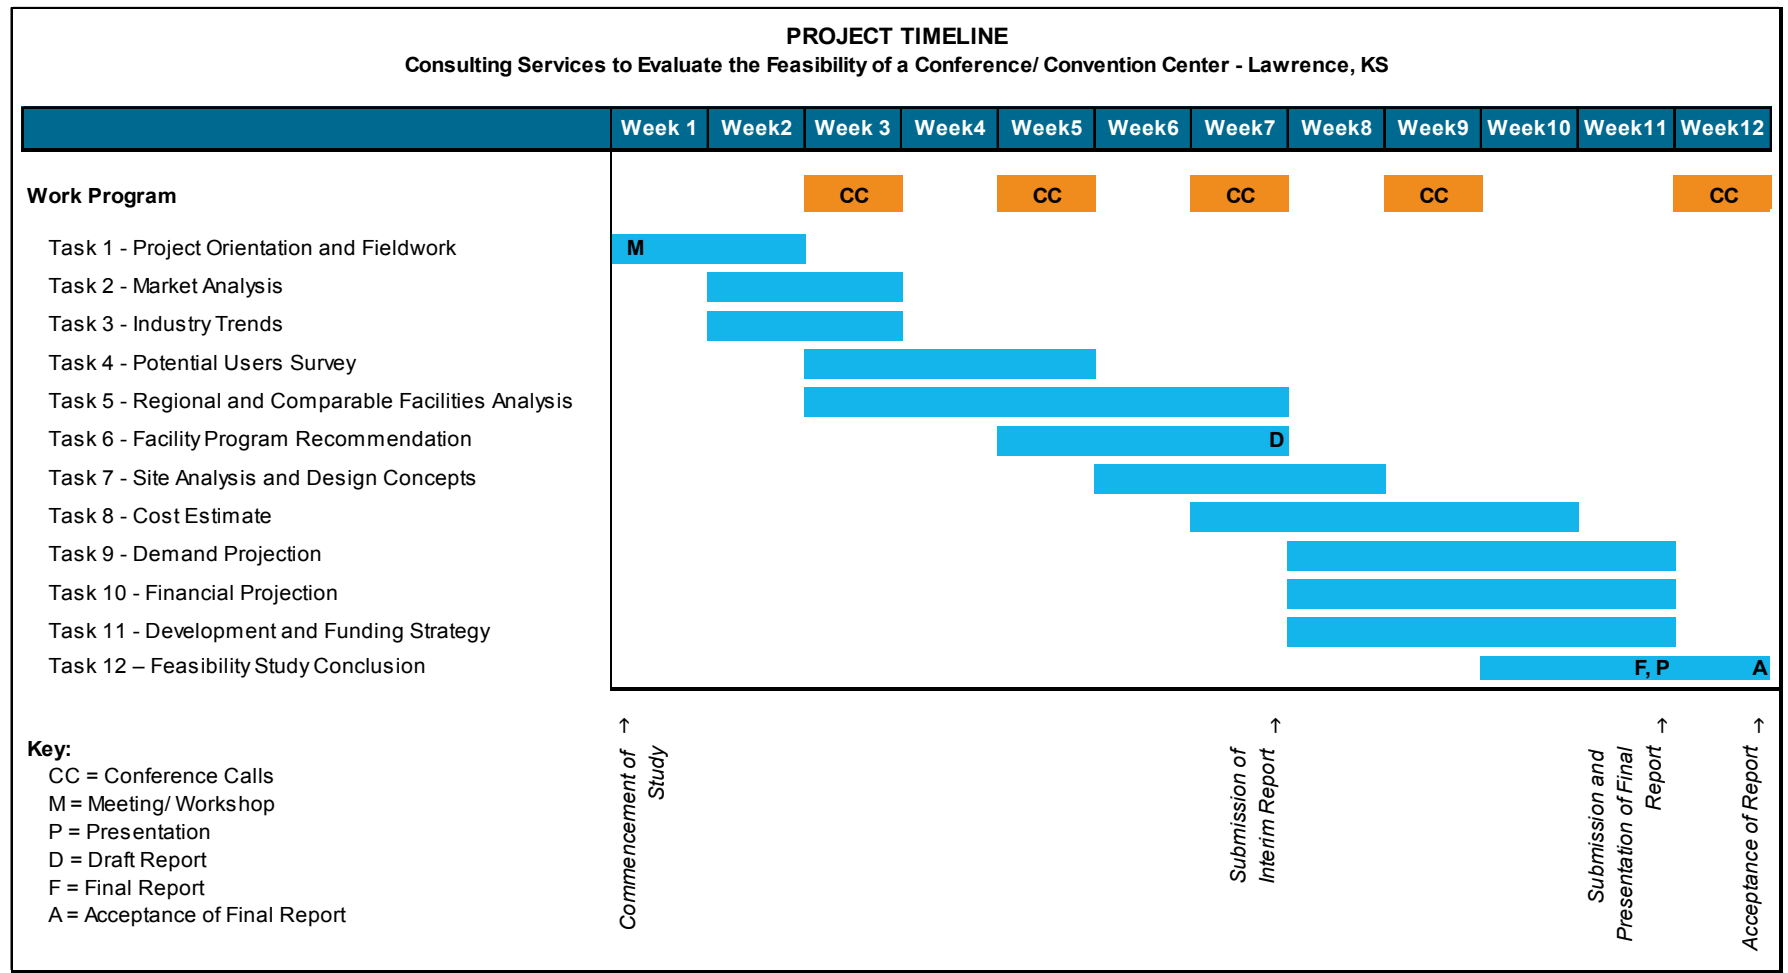 PROJECT TIMELINE
Consulting Services to Evaluate the Feasibility of a Conference/ Convention Center - Lawrence, KS
Week 1 Week2 Week 3 Week4 Week5 Week6 Week7 Week8 Week9 Week10 Week11 Week12
Work Program CC CC CC CC CC
Task 1 - Project Orientation and Fieldwork M
Task 2 - Market Analysis
Task 3 - Industry Trends
Task 4 - Potential Users Survey
Task 5 - Regional and Comparable Facilities Analysis
Task 6 - Facility Program Recommendation D
Task 7 - Site Analysis and Design Concepts
Task 8 - Cost Estimate
Task 9 - Demand Projection
Task 10 - Financial Projection
Task 11 - Development and Funding Strategy
Task 12 – Feasibility Study Conclusion F, P A
Key:
CC = Conference Calls
M = Meeting/ Workshop
P = Presentation
D = Draft Report
F = Final Report
A = Acceptance of Final Report
Commencement of →
Study
Submission of
Interim Report →
Submission and
Presentation of Final
Report →
Acceptance of Report →